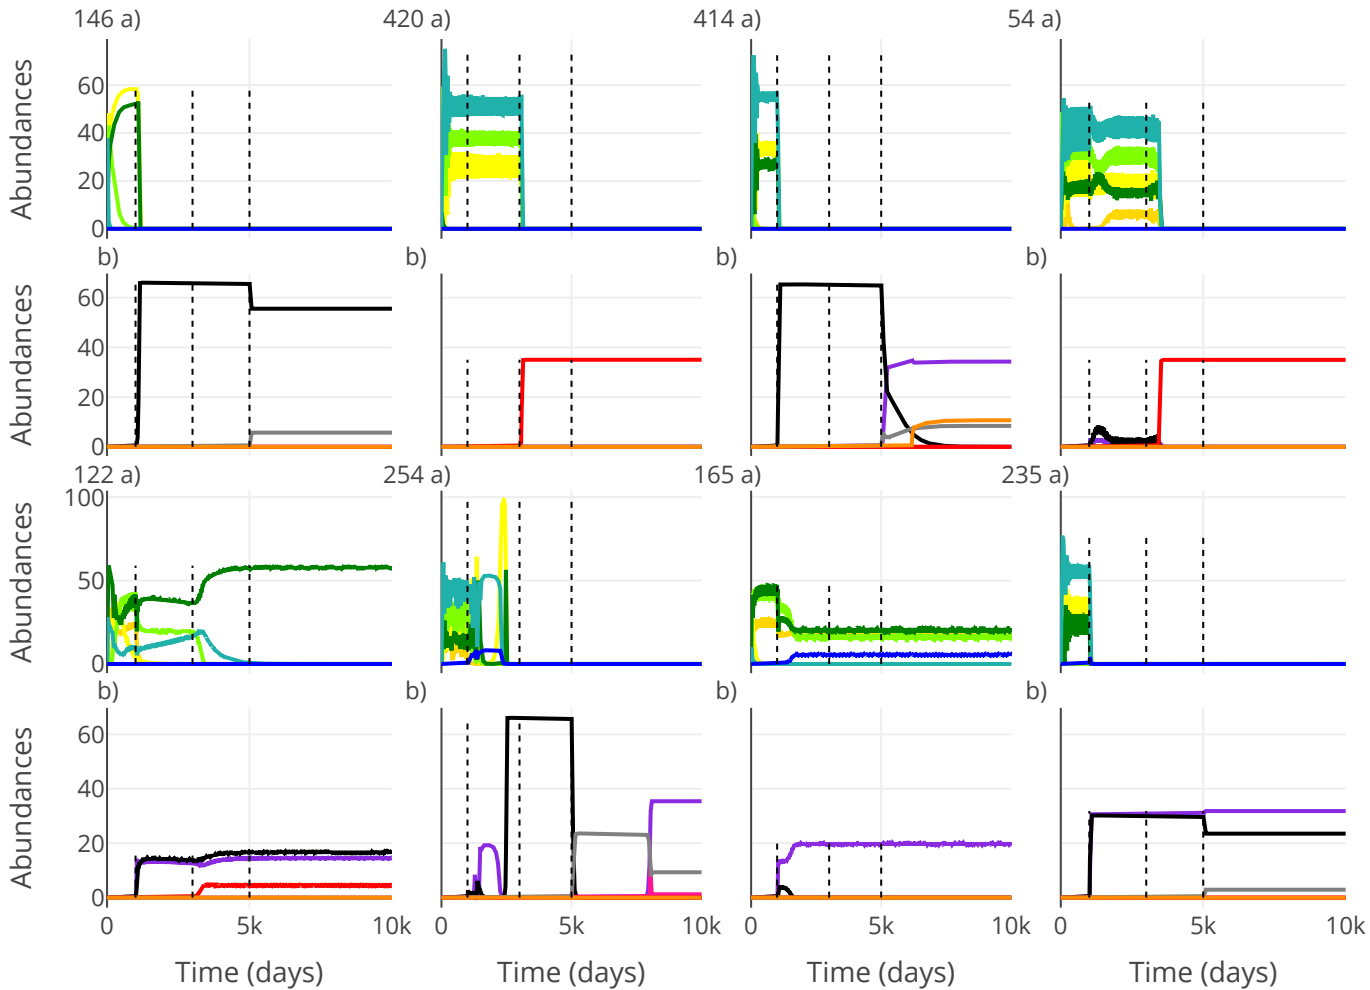 146 a) 420 a) 414 a) 54 a)
Abundances
60
40
20
0
b) b) b) b)
Abundances
60
40
20
0
122 a) 254 a) 165 a) 235 a)
Abundances
100
50
0
b) b) b) b)
Abundances
60
40
20
0
0 5k 10k 0 5k 10k 0 5k 10k 0 5k 10k
Time (days) Time (days) Time (days) Time (days)